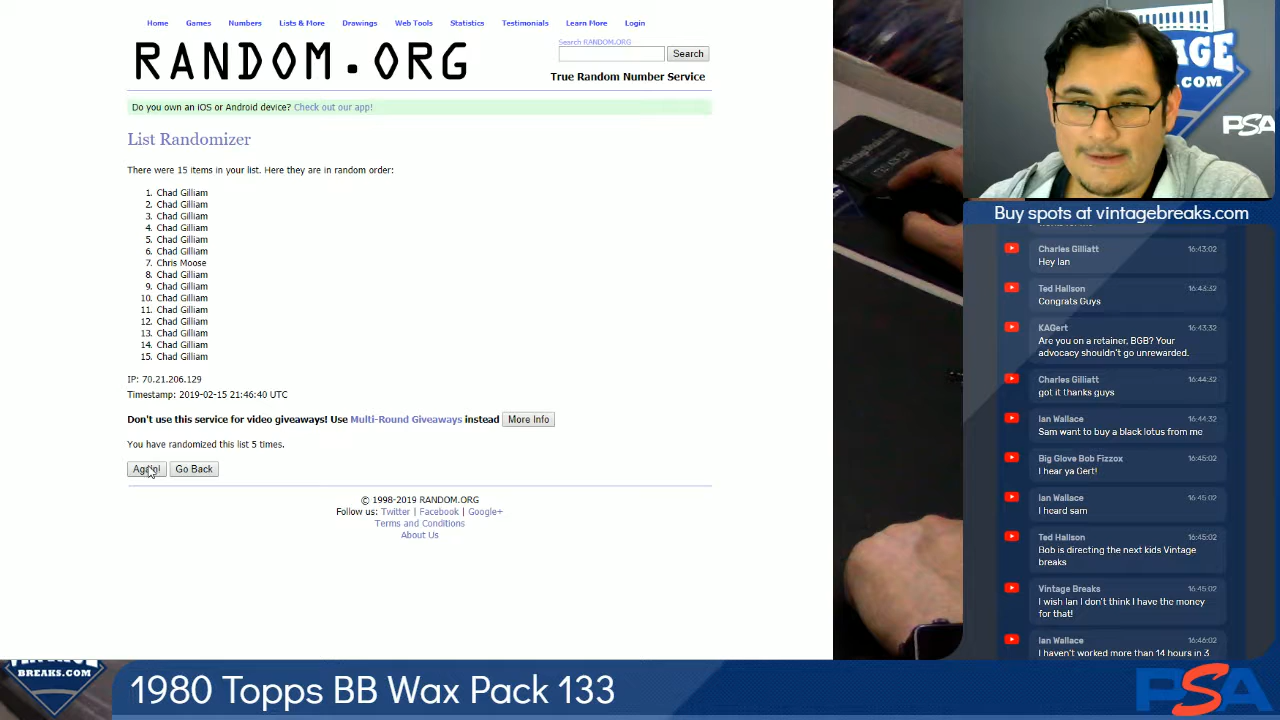 Home Games Numbers Lists & More Drawings Web Tools Statistics Testimonials Learn More Login
RANDOM.ORG
Search RANDOM.ORG
Search
True Random Number Service
Do you own an iOS or Android device? Check out our app!
List Randomizer
There were 15 items in your list. Here they are in random order:
1. Chad Gilliam
2. Chad Gilliam
3. Chad Gilliam
4. Chad Gilliam
5. Chad Gilliam
6. Chad Gilliam
7. Chris Moose
8. Chad Gilliam
9. Chad Gilliam
10. Chad Gilliam
11. Chad Gilliam
12. Chad Gilliam
13. Chad Gilliam
14. Chad Gilliam
15. Chad Gilliam
IP: 70.21.206.129
Timestamp: 2019-02-15 21:46:40 UTC
Don't use this service for video giveaways! Use Multi-Round Giveaways instead More Info
You have randomized this list 5 times.
Again! Go Back
© 1998-2019 RANDOM.ORG
Follow us: Twitter | Facebook | Google+
Terms and Conditions
About Us
PSA
Buy spots at vintagebreaks.com
Charles Gilliatt 16:43:02
Hey Ian
Ted Hallson 16:43:32
Congrats Guys
KAGert 16:43:32
Are you on a retainer, BGB? Your
advocacy shouldn't go unrewarded.
Charles Gilliatt 16:44:32
got it thanks guys
Ian Wallace 16:44:32
Sam want to buy a black lotus from me
Big Glove Bob Fizzox 16:45:02
I hear ya Gert!
Ian Wallace 16:45:02
I heard sam
Ted Hallson 16:45:02
Bob is directing the next kids Vintage
breaks
Vintage Breaks 16:45:02
I wish Ian I don't think I have the money
for that!
Ian Wallace 16:46:02
I haven't worked more than 14 hours in 3
VINTAGE
BREAKS.COM
1980 Topps BB Wax Pack 133
PSA